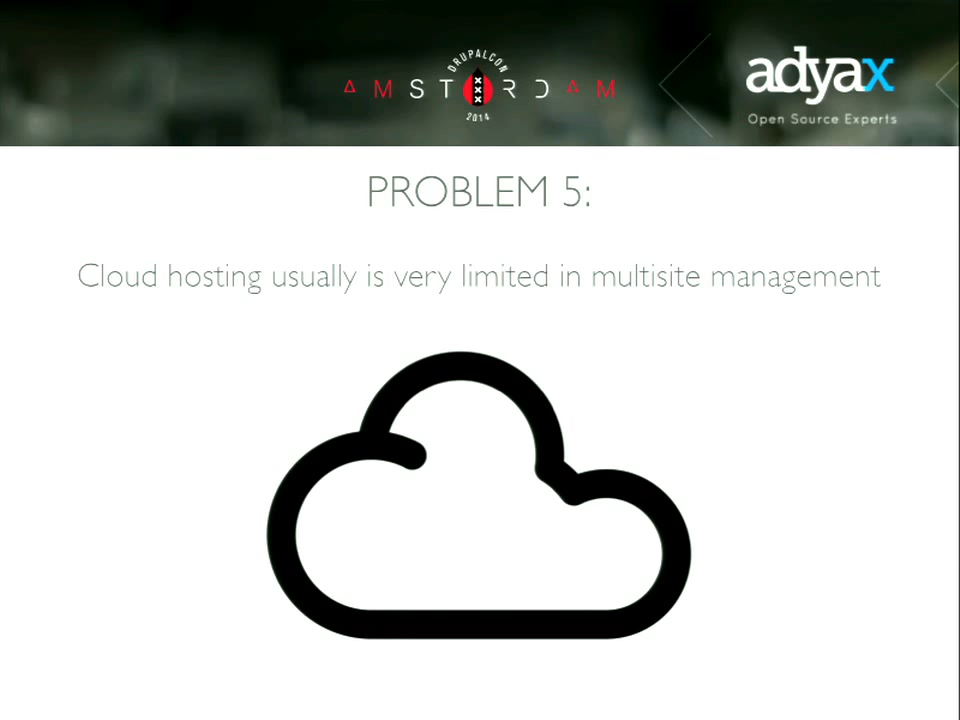 DRUPALCON
AMSTERDAM
2014
adyax
Open Source Experts
PROBLEM 5:
Cloud hosting usually is very limited in multisite management